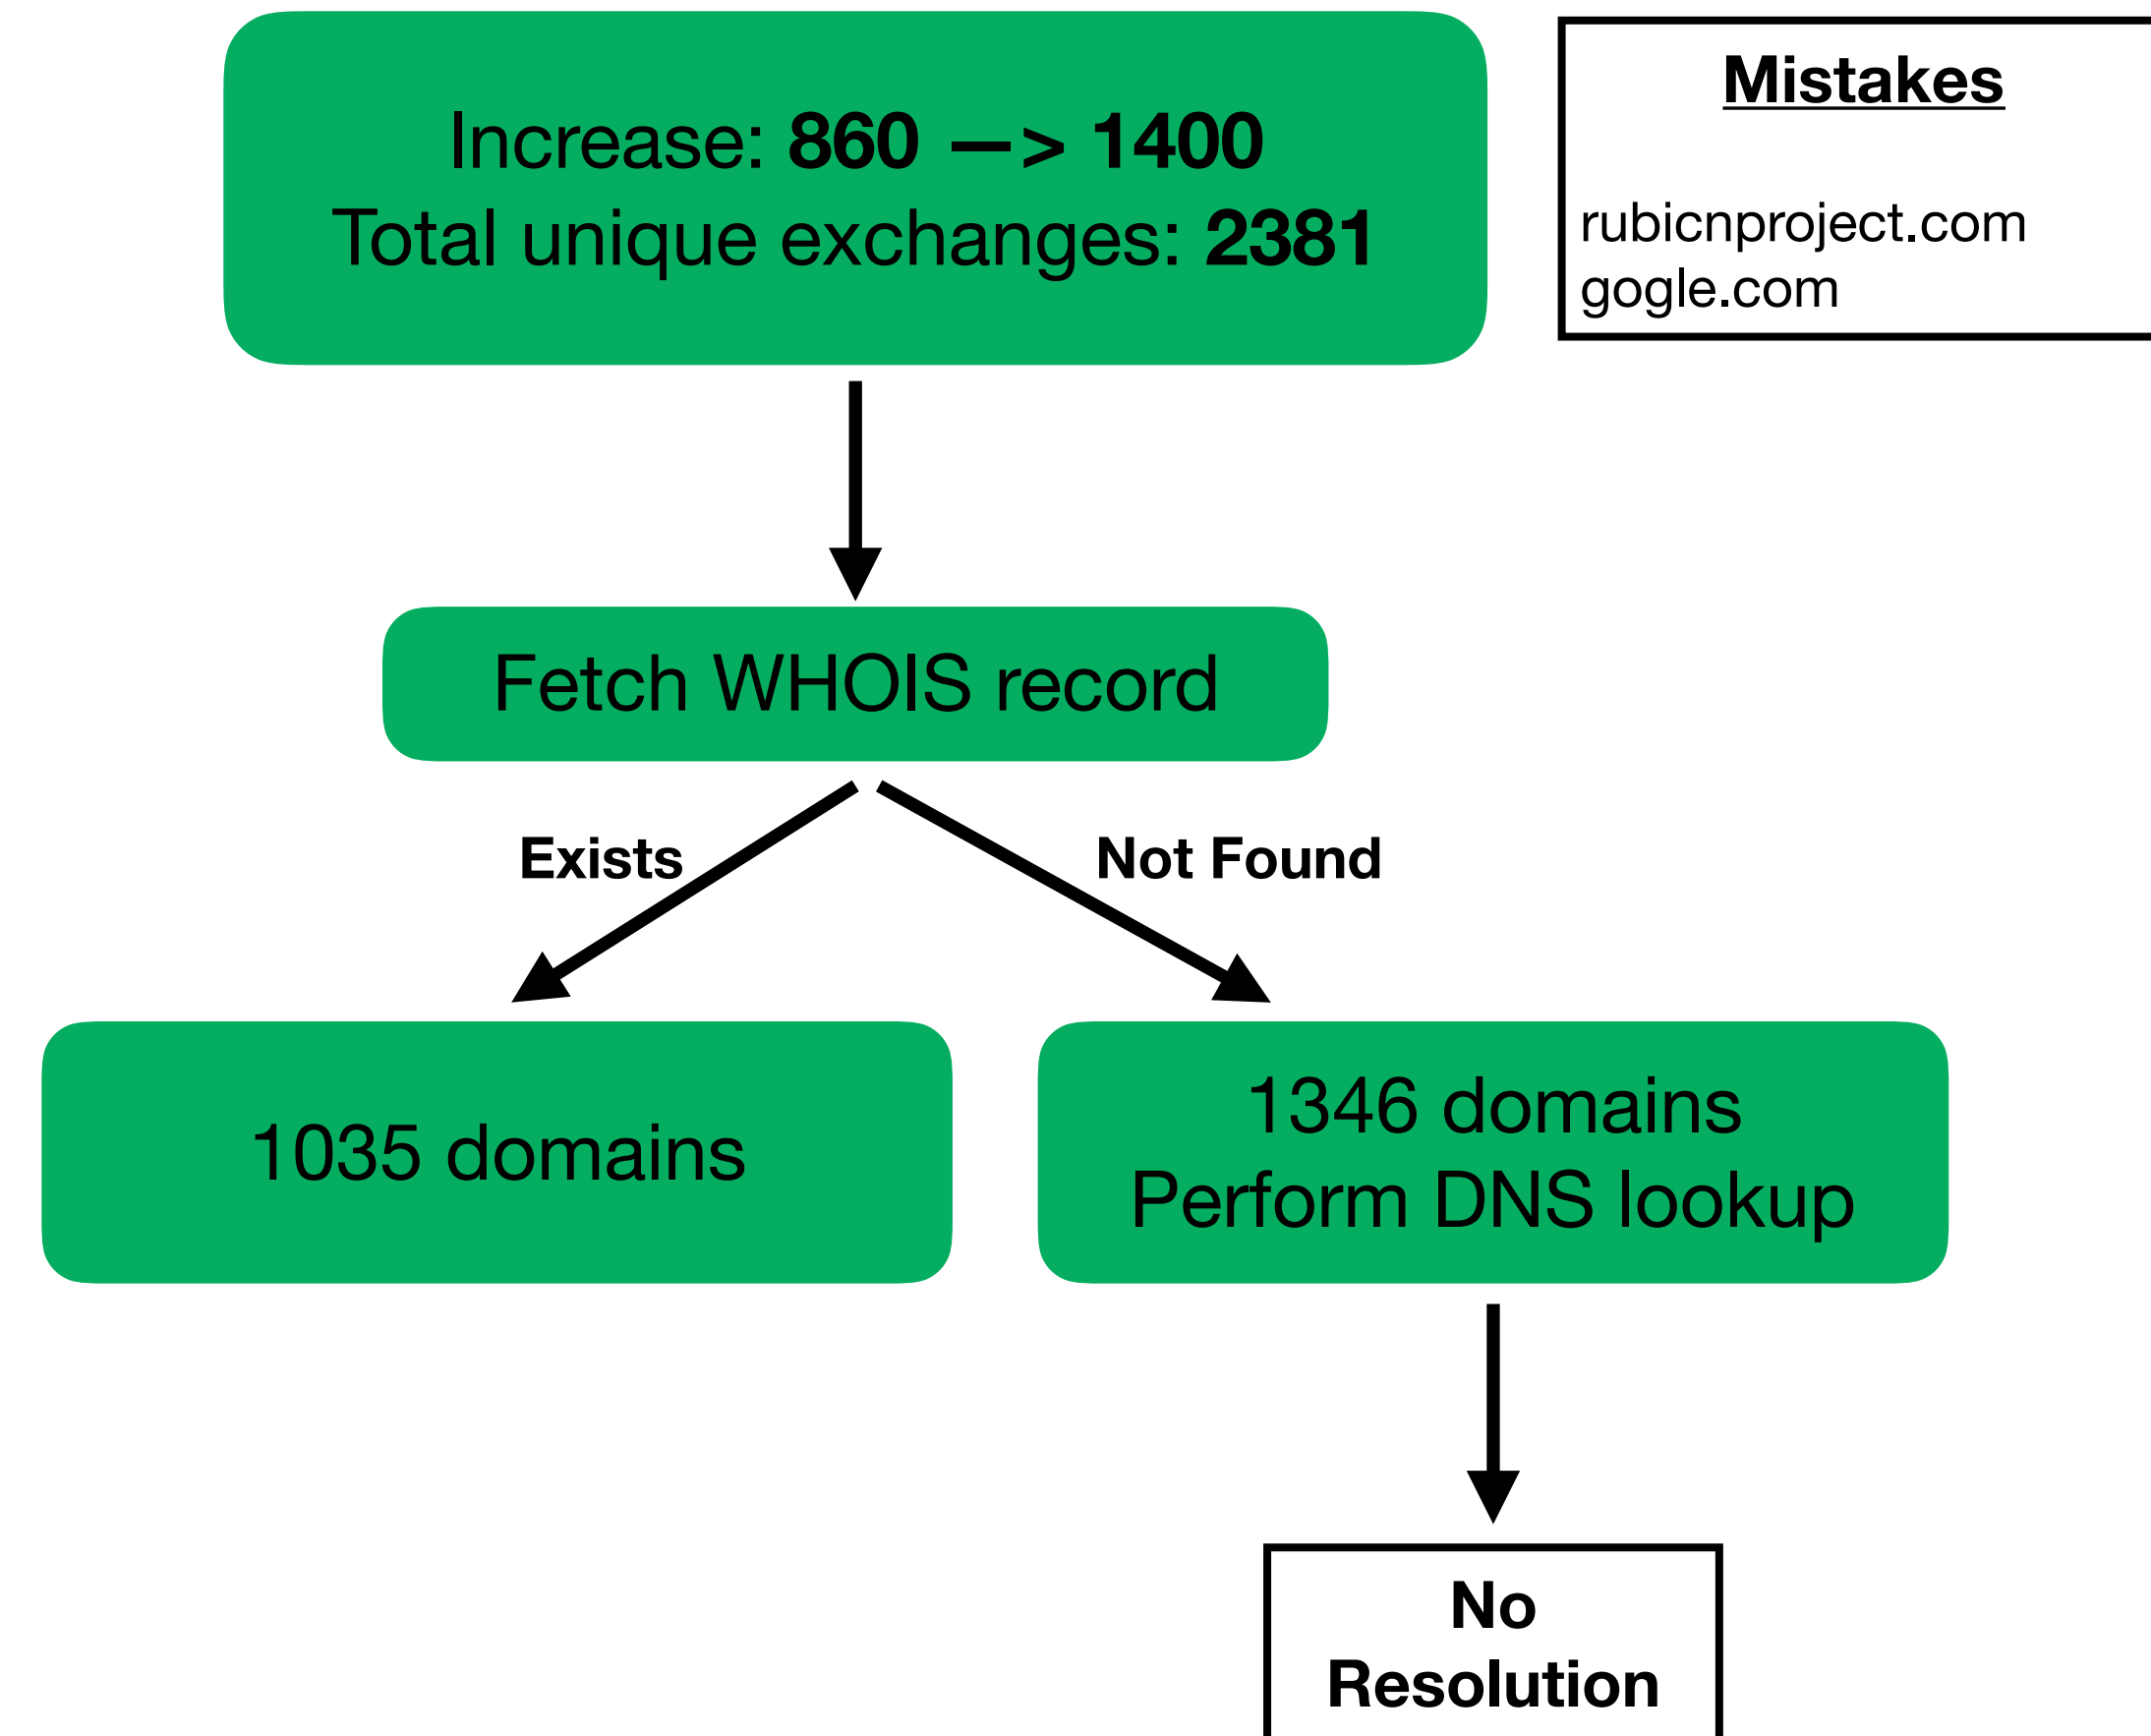 Increase: 860 —> 1400
Total unique exchanges: 2381
Mistakes
rubicnproject.com
gogle.com
Fetch WHOIS record
Exists
Not Found
1035 domains
1346 domains
Perform DNS lookup
No
Resolution